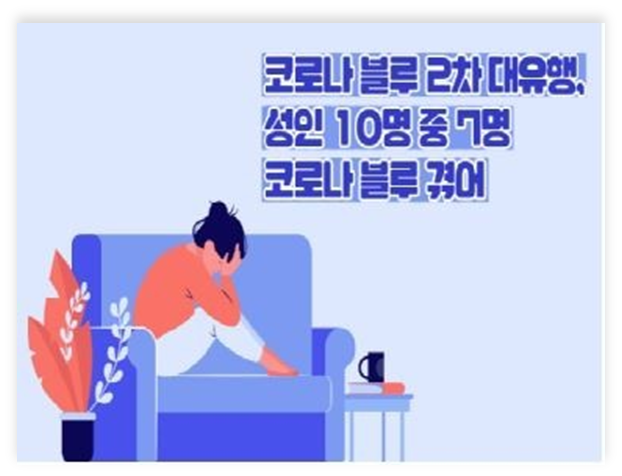 코로나 블루 2차 대유행,
성인 10명 중 7명
코로나 블루 겪어